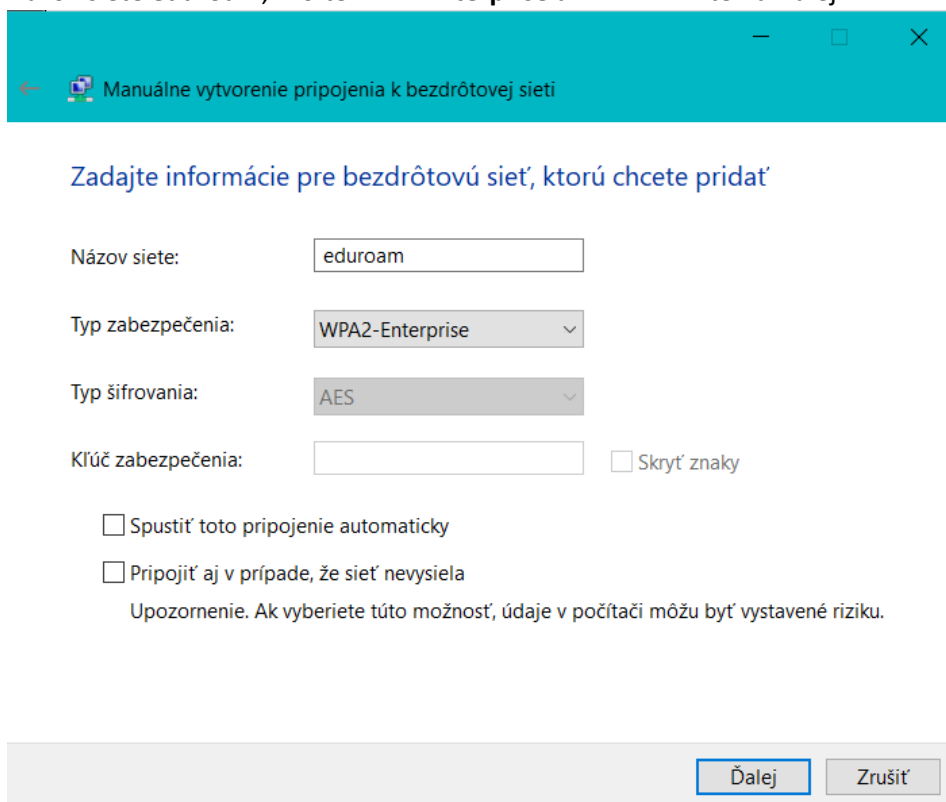 Manuálne vytvorenie pripojenia k bezdrôtovej sieti
Zadajte informácie pre bezdrôtovú sieť, ktorú chcete pridať
Názov siete: eduroam
Typ zabezpečenia: WPA2-Enterprise
Typ šifrovania: AES
Kľúč zabezpečenia: Skryť znaky
Spustiť toto pripojenie automaticky
Pripojiť aj v prípade, že sieť nevysiela
Upozornenie. Ak vyberiete túto možnosť, údaje v počítači môžu byť vystavené riziku.
Ďalej Zrušiť